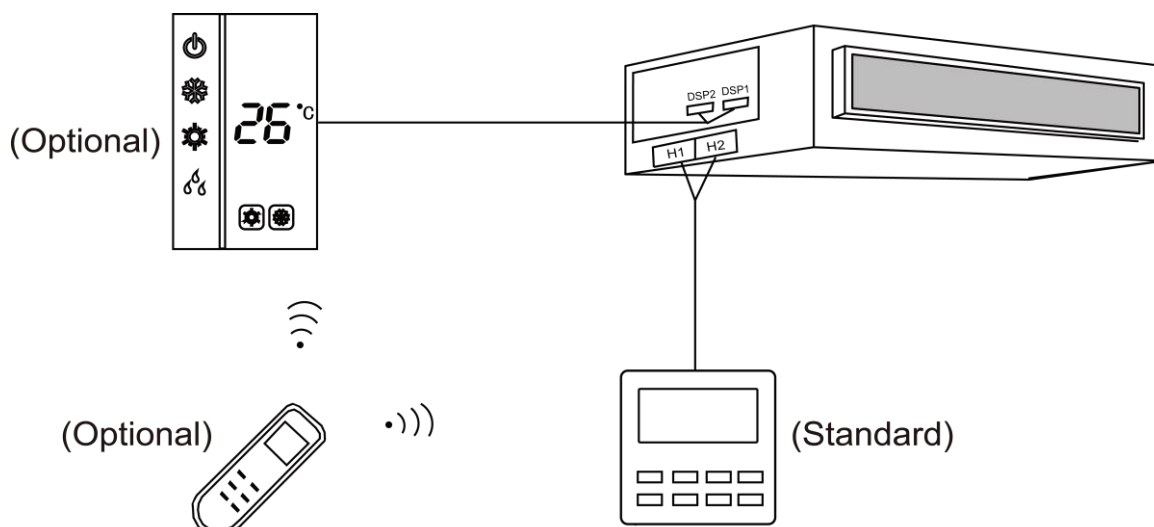 DSP2 DSP1
(Optional)
26°C
H1 H2
(Optional)
(Standard)